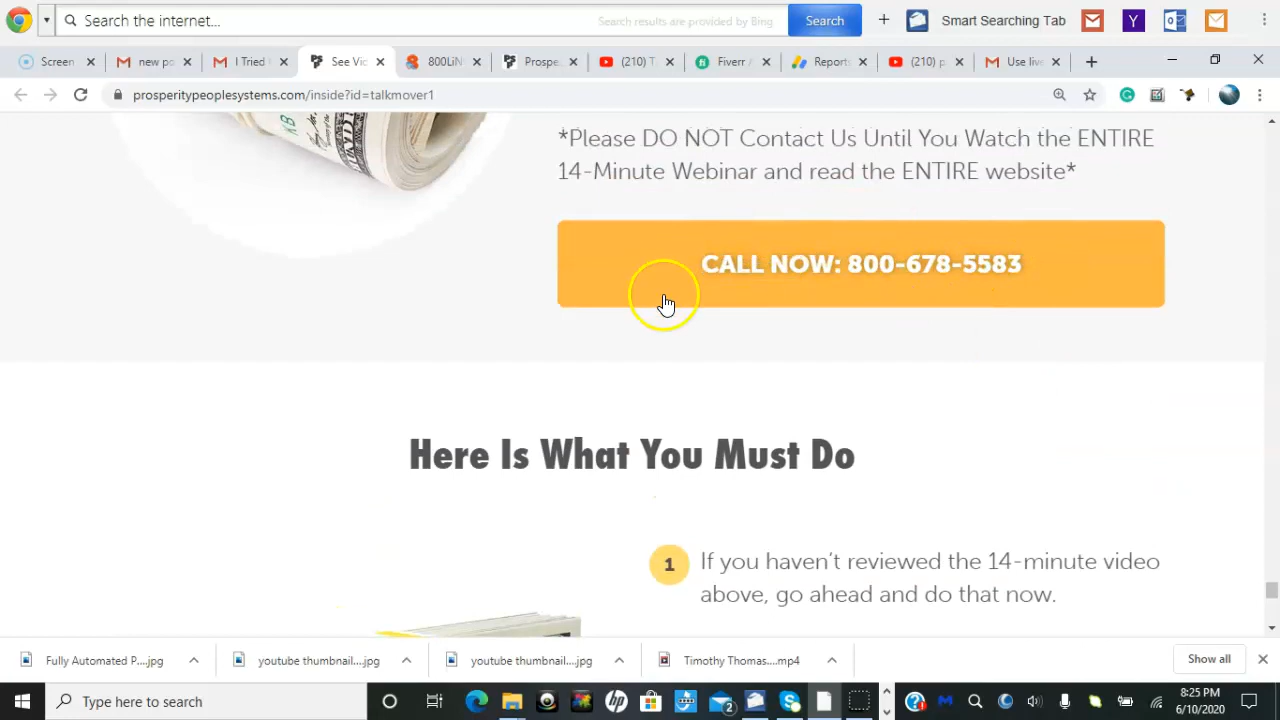 Search the internet...
Search results are provided by Bing
Search
Smart Searching Tab
Screen
new po
I Tried
See Vic
800LiN
Prospe
(210) T
Fiverr /
Reports
(210) p
Use live
prosperitypeoplesystems.com/inside?id=talkmover1
*Please DO NOT Contact Us Until You Watch the ENTIRE
14-Minute Webinar and read the ENTIRE website*
CALL NOW: 800-678-5583
Here Is What You Must Do
1
If you haven't reviewed the 14-minute video
above, go ahead and do that now.
Fully Automated P....jpg
youtube thumbnail....jpg
youtube thumbnail....jpg
Timothy Thomas....mp4
Show all
Type here to search
2
8:25 PM
6/10/2020